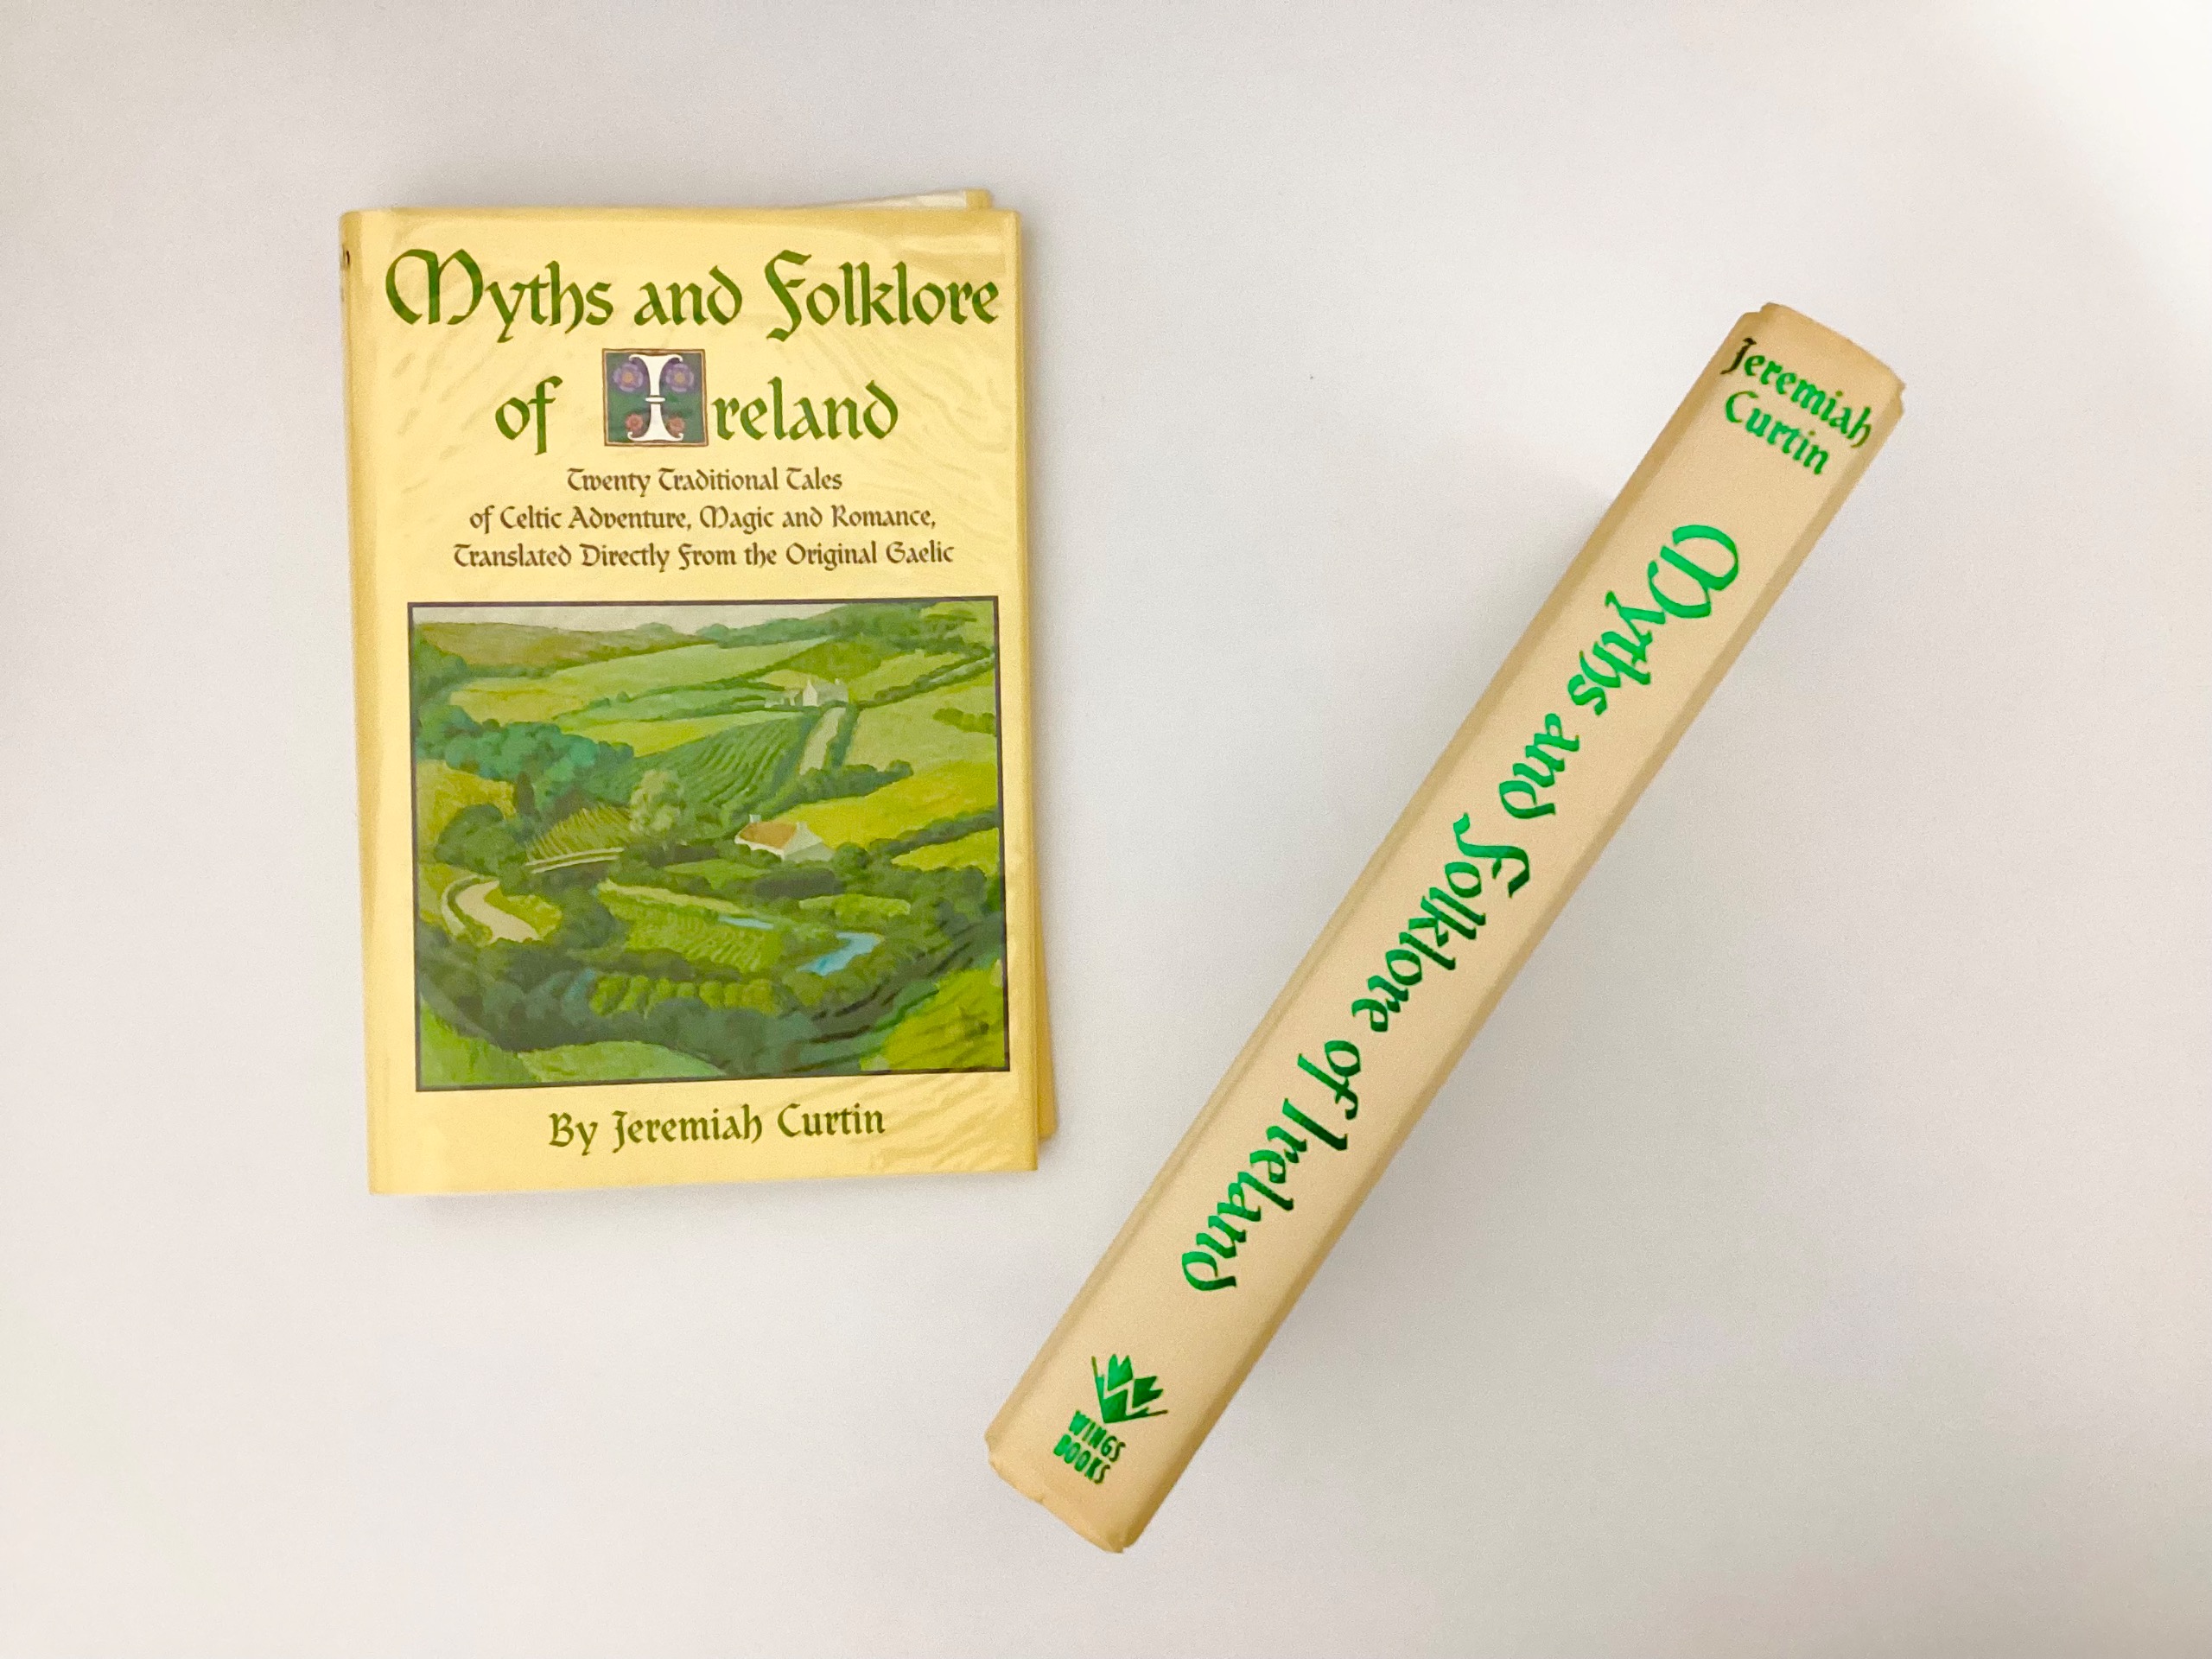 Myths and Folklore
of Ireland
Twenty Traditional Tales
of Celtic Adventure, Magic and Romance,
Translated Directly From the Original Gaelic
By Jeremiah Curtin
Jeremiah
Curtin
Myths and Folklore of Ireland
WINGS
BOOKS